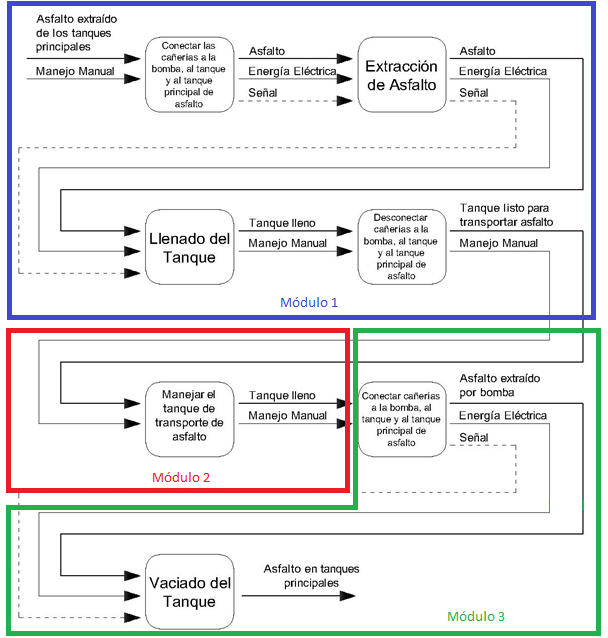 Asfalto extraído
de los tanques
principales
Manejo Manual
Conectar las
cañerias a la
bomba, al tanque
y al tanque
principal de
asfalto
Asfalto
Energía Eléctrica
Señal
Extracción
de Asfalto
Asfalto
Energía Eléctrica
Señal
Llenado del
Tanque
Tanque lleno
Manejo Manual
Desconectar
cañerias a la
bomba, al tanque
y al tanque
principal de
asfalto
Tanque listo para
transportar asfalto
Manejo Manual
Módulo 1
Manejar el
tanque de
transporte de
asfalto
Tanque lleno
Manejo Manual
Módulo 2
Conectar cañerias
a la bomba, al
tanque y al tanque
principal de
asfalto
Asfalto extraído
por bomba
Energía Eléctrica
Señal
Vaciado del
Tanque
Asfalto en tanques
principales
Módulo 3